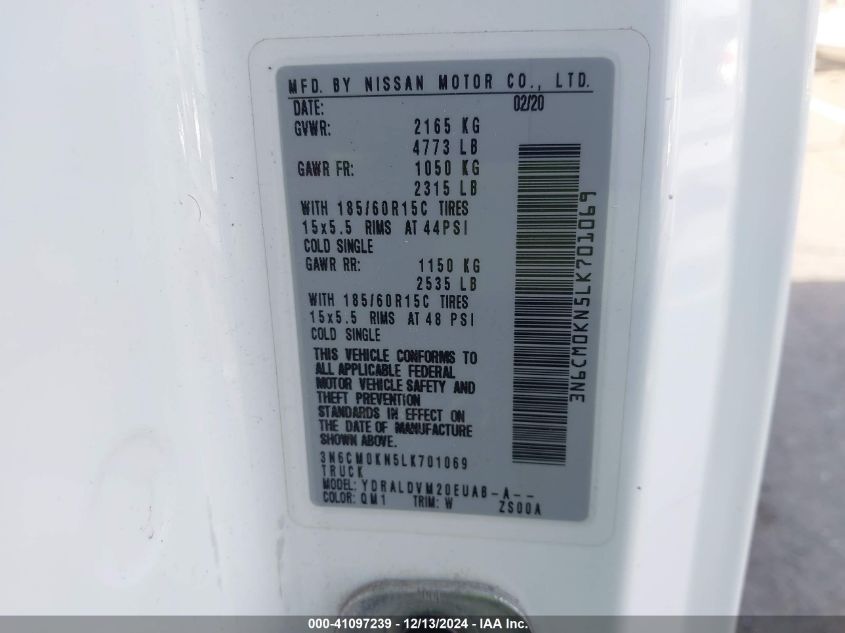 MFD. BY NISSAN MOTOR CO., LTD.
DATE: 02/20
GVWR: 2165 KG
4773 LB
GAWR FR: 1050 KG
2315 LB
WITH 185/60R15C TIRES
15x5.5 RIMS AT 44PSI
COLD SINGLE
GAWR RR: 1150 KG
2535 LB
WITH 185/60R15C TIRES
15x5.5 RIMS AT 48 PSI
COLD SINGLE
THIS VEHICLE CONFORMS TO
ALL APPLICABLE FEDERAL
MOTOR VEHICLE SAFETY AND
THEFT PREVENTION
STANDARDS IN EFFECT ON
THE DATE OF MANUFACTURE
SHOWN ABOVE.
3N6CM0KN5LK701069
TRUCK
MODEL: YDRALDVM20EUAB-A--
COLOR: QM1 TRIM: W ZS00A
3N6CM0KN5LK701069
000-41097239 - 12/13/2024 - IAA Inc.